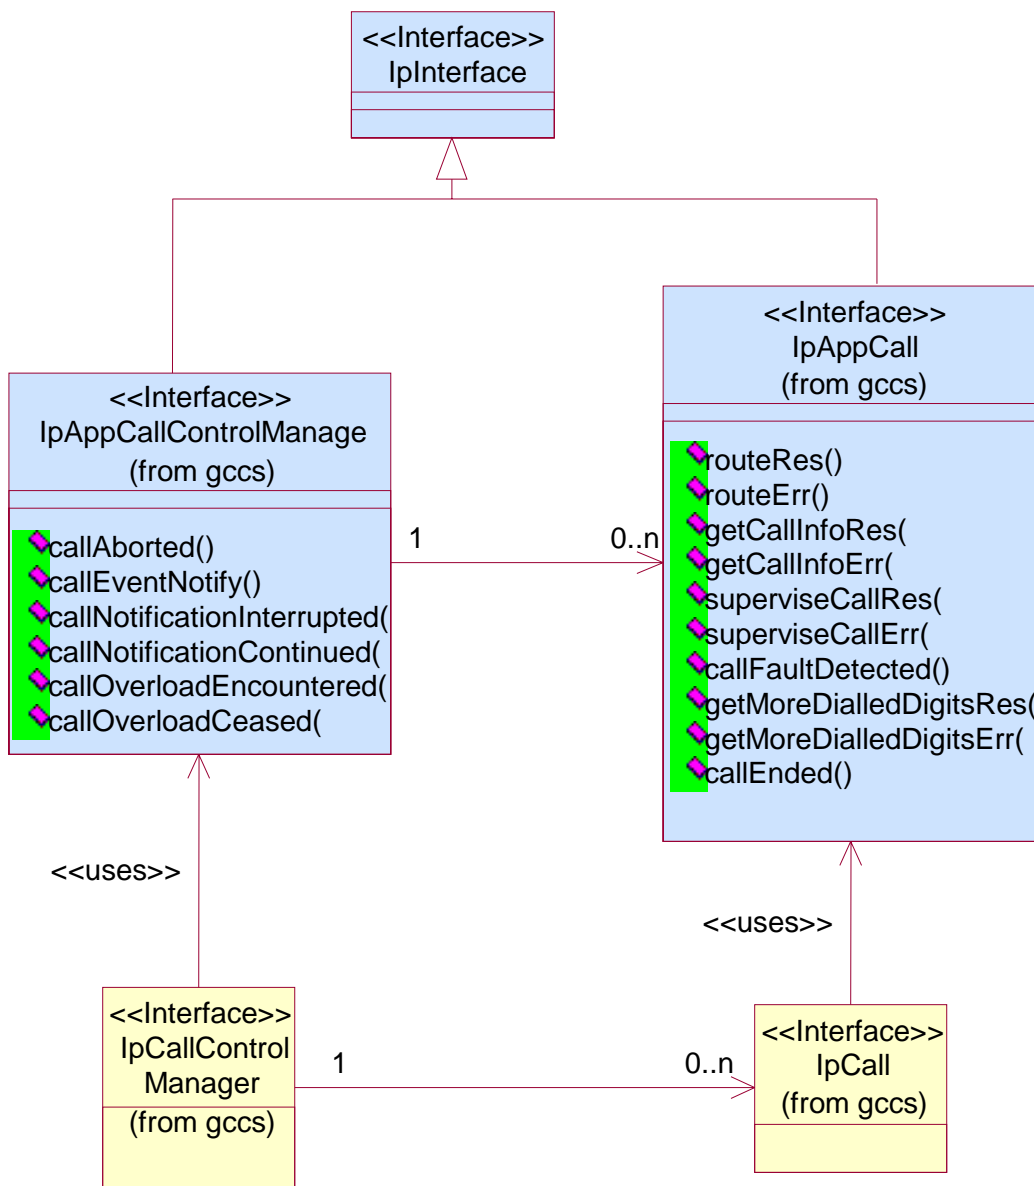 <<Interface>>
IpInterface
<<Interface>>
IpAppCall
(from gccs)
routeRes()
routeErr()
getCallInfoRes(
getCallInfoErr(
superviseCallRes(
superviseCallErr(
callFaultDetected()
getMoreDialledDigitsRes(
getMoreDialledDigitsErr(
callEnded()
<<Interface>>
IpAppCallControlManage
(from gccs)
callAborted()
callEventNotify()
callNotificationInterrupted(
callNotificationContinued(
callOverloadEncountered(
callOverloadCeased(
1
0..n
<<uses>>
<<uses>>
<<Interface>>
IpCallControl
Manager
(from gccs)
1
0..n
<<Interface>>
IpCall
(from gccs)